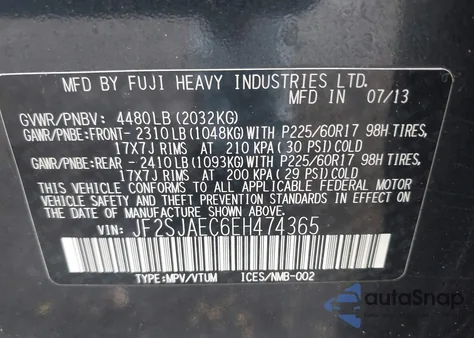 MFD BY FUJI HEAVY INDUSTRIES LTD.
MFD IN 07/13
GVWR/PNBV: 4480LB (2032KG)
GAWR/PNBE:FRONT- 2310LB (1048KG) WITH P225/60R17 98H TIRES,
17X7J RIMS AT 210 KPA (30 PSI) COLD
GAWR/PNBE:REAR - 2410LB (1093KG) WITH P225/60R17 98H TIRES,
17X7J RIMS AT 200 KPA (29 PSI) COLD
THIS VEHICLE CONFORMS TO ALL APPLICABLE FEDERAL MOTOR
VEHICLE SAFETY AND BUMPER STANDARDS IN EFFECT ON THE
DATE OF MANUFACTURE SHOWN ABOVE.
VIN: JF2SJAEC6EH474365
TYPE:MPV/VTUM ICES/NMB-002
autoSnap